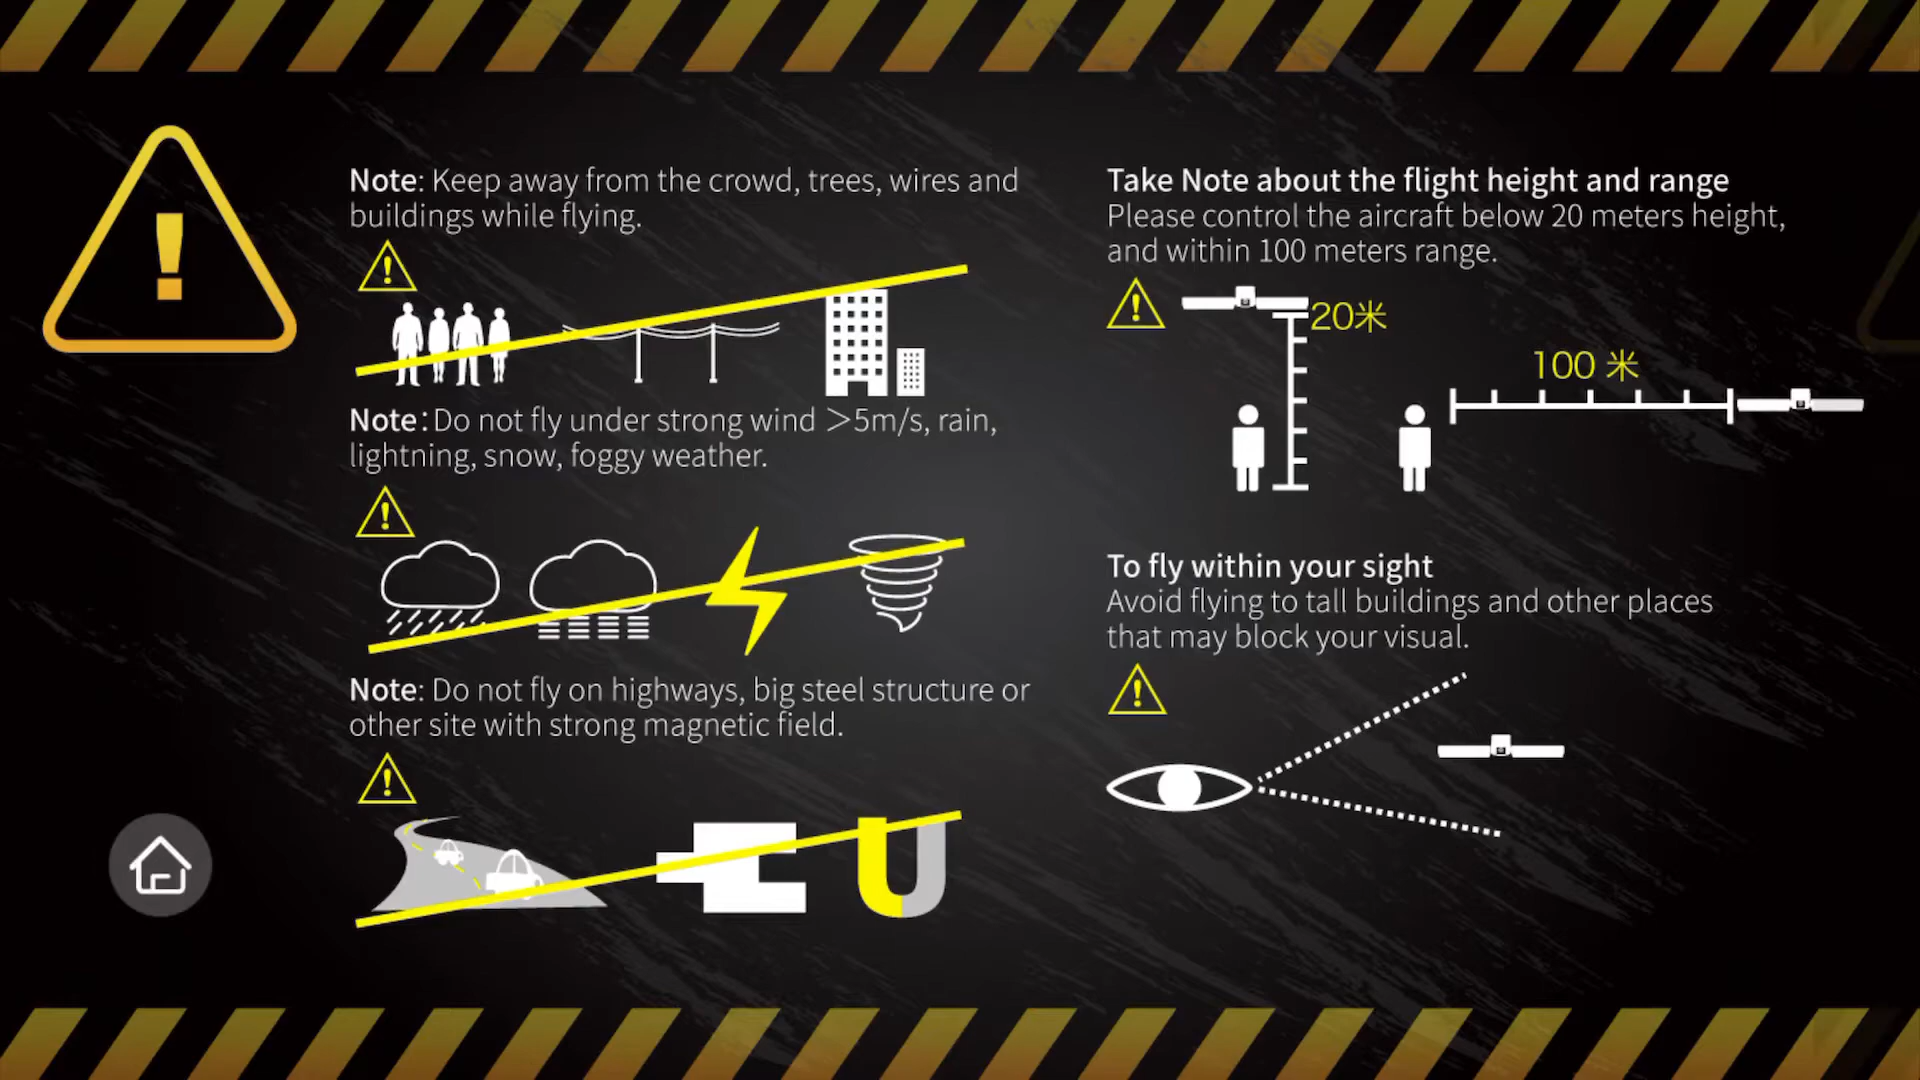 Note: Keep away from the crowd, trees, wires and
buildings while flying.
Note: Do not fly under strong wind >5m/s, rain,
lightning, snow, foggy weather.
Note: Do not fly on highways, big steel structure or
other site with strong magnetic field.
Take Note about the flight height and range
Please control the aircraft below 20 meters height,
and within 100 meters range.
20米
100 米
To fly within your sight
Avoid flying to tall buildings and other places
that may block your visual.